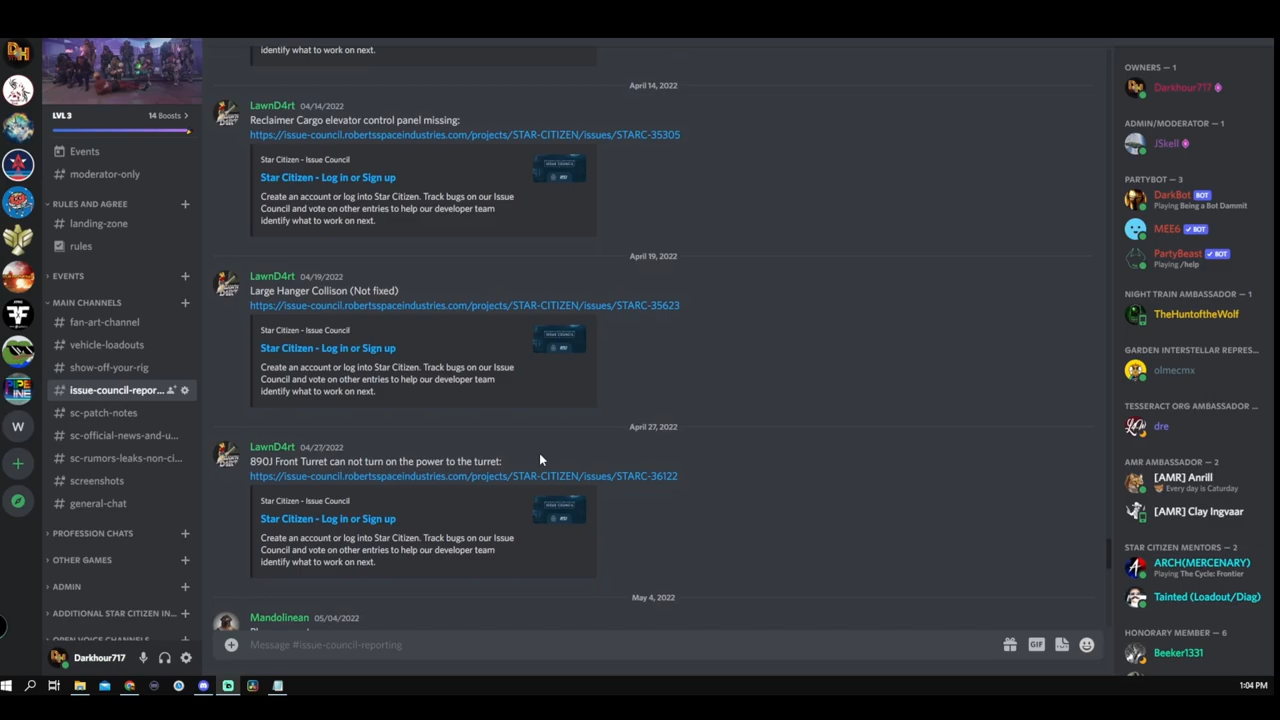 LVL 3
14 Boosts >
Events
moderator-only
RULES AND AGREE
landing-zone
rules
EVENTS
MAIN CHANNELS
fan-art-channel
vehicle-loadouts
show-off-your-rig
issue-council-repor...
sc-patch-notes
sc-official-news-and-u...
sc-rumors-leaks-non-ci...
screenshots
general-chat
PROFESSION CHATS
OTHER GAMES
ADMIN
ADDITIONAL STAR CITIZEN IN...
OPEN VOICE CHANNELS
Darkhour717
W
PIPE
LINE
identify what to work on next.
April 14, 2022
LawnD4rt 04/14/2022
Reclaimer Cargo elevator control panel missing:
https://issue-council.robertsspaceindustries.com/projects/STAR-CITIZEN/issues/STARC-35305
Star Citizen - Issue Council
Star Citizen - Log in or Sign up
Create an account or log into Star Citizen. Track bugs on our Issue
Council and vote on other entries to help our developer team
identify what to work on next.
April 19, 2022
LawnD4rt 04/19/2022
Large Hanger Collison (Not fixed)
https://issue-council.robertsspaceindustries.com/projects/STAR-CITIZEN/issues/STARC-35623
Star Citizen - Issue Council
Star Citizen - Log in or Sign up
Create an account or log into Star Citizen. Track bugs on our Issue
Council and vote on other entries to help our developer team
identify what to work on next.
April 27, 2022
LawnD4rt 04/27/2022
890J Front Turret can not turn on the power to the turret:
https://issue-council.robertsspaceindustries.com/projects/STAR-CITIZEN/issues/STARC-36122
Star Citizen - Issue Council
Star Citizen - Log in or Sign up
Create an account or log into Star Citizen. Track bugs on our Issue
Council and vote on other entries to help our developer team
identify what to work on next.
May 4, 2022
Mandolinean 05/04/2022
Message #issue-council-reporting
GIF
OWNERS — 1
Darkhour717
ADMIN/MODERATOR — 1
JSkell
PARTYBOT — 3
DarkBot BOT
Playing Being a Bot Dammit
MEE6 ✓ BOT
PartyBeast ✓ BOT
Playing /help
NIGHT TRAIN AMBASSADOR — 1
TheHuntoftheWolf
GARDEN INTERSTELLAR REPRES...
olmecmx
TESSERACT ORG AMBASSADOR ...
dre
AMR AMBASSADOR — 2
[AMR] Anrill
Every day is Caturday
[AMR] Clay Ingvaar
STAR CITIZEN MENTORS — 2
ARCH(MERCENARY)
Playing The Cycle: Frontier
Tainted (Loadout/Diag)
HONORARY MEMBER — 6
Beeker1331
1:04 PM